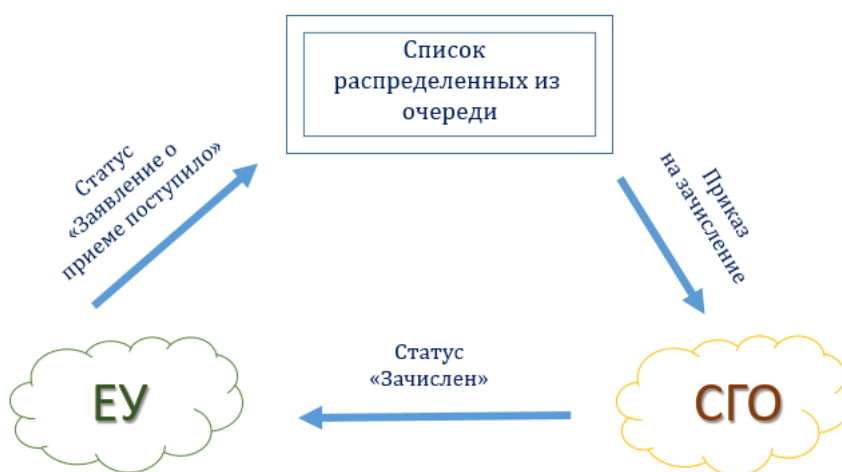 Список
распределенных из
очереди
Статус
«Заявление о
приеме поступило»
Приказ
на зачисление
Статус
«Зачислен»
ЕУ
СГО